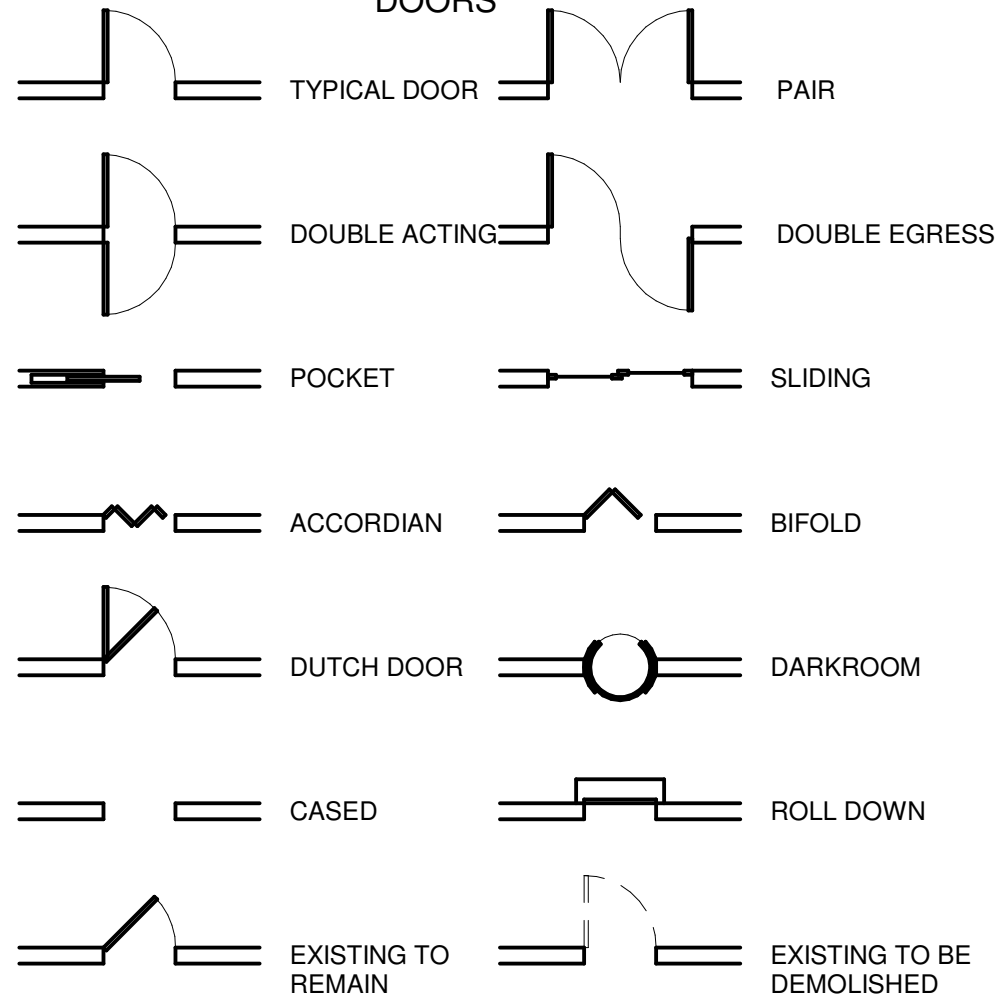 DOORS
TYPICAL DOOR
PAIR
DOUBLE ACTING
DOUBLE EGRESS
POCKET
SLIDING
ACCORDIAN
BIFOLD
DUTCH DOOR
DARKROOM
CASED
ROLL DOWN
EXISTING TO
REMAIN
EXISTING TO BE
DEMOLISHED